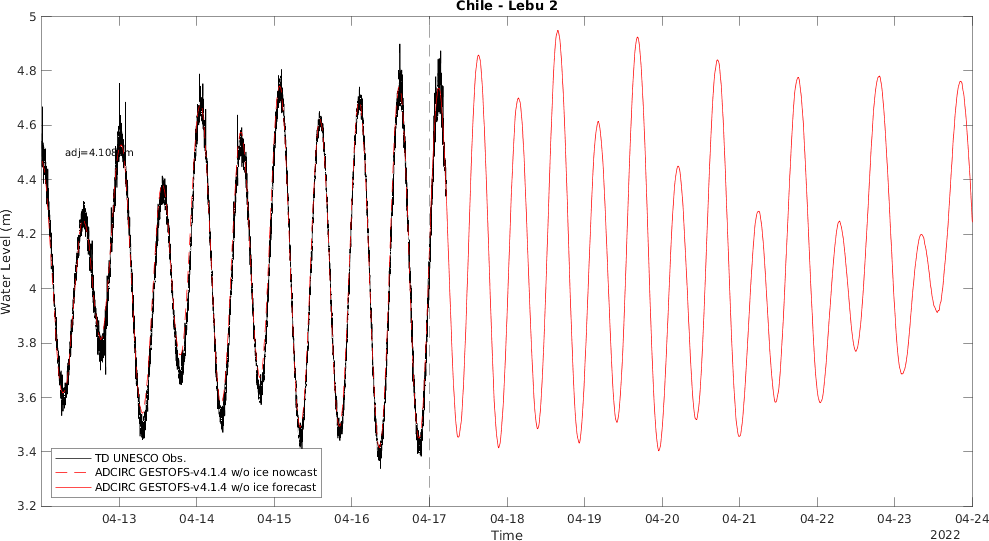 Chile - Lebu 2
5
4.8
4.6
4.4
4.2
4
3.8
3.6
3.4
3.2
Water Level (m)
TD UNESCO Obs.
ADCIRC GESTOFS-v4.1.4 w/o ice nowcast
ADCIRC GESTOFS-v4.1.4 w/o ice forecast
04-13 04-14 04-15 04-16 04-17 04-18 04-19 04-20 04-21 04-22 04-23 04-24
Time
2022